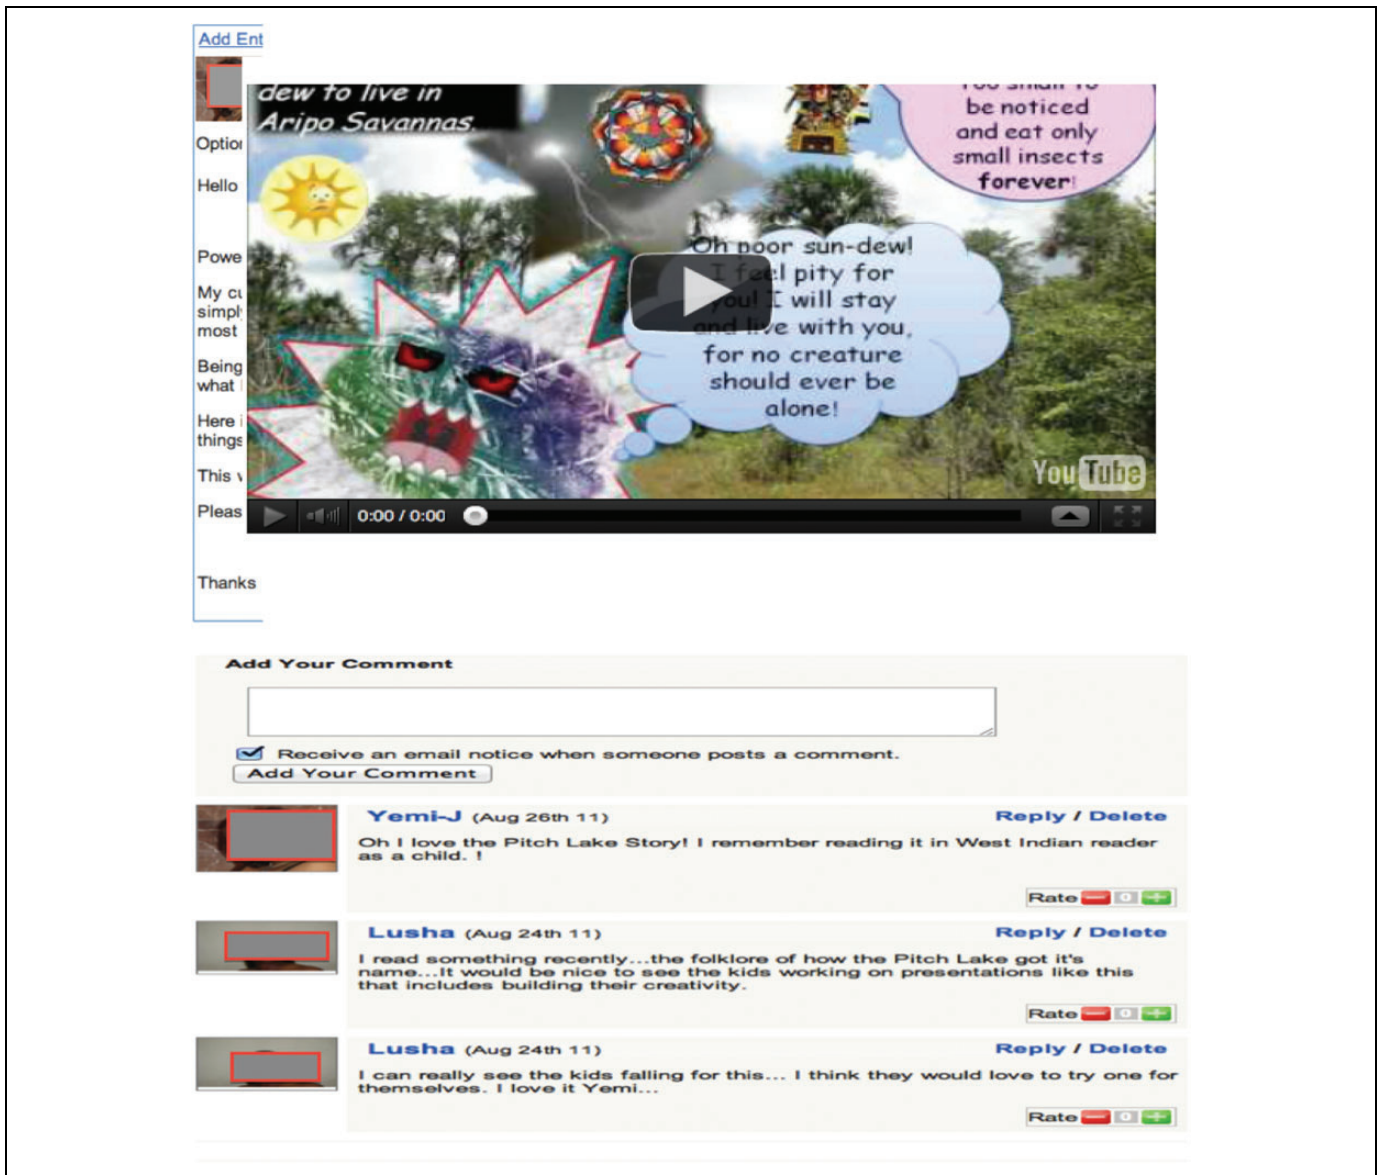 Add Ent
dew to live in
Aripo Savannas.
be noticed
and eat only
small insects
forever!
Option
Hello
Oh poor sun-dew!
I feel pity for
you! I will stay
and live with you,
for no creature
should ever be
alone!
Powe
My cu
simply
most
Being
what
Here i
things
This v
Pleas
YouTube
0:00 / 0:00
Thanks
Add Your Comment
Receive an email notice when someone posts a comment.
Add Your Comment
Yemi-J (Aug 26th 11) Reply / Delete
Oh I love the Pitch Lake Story! I remember reading it in West Indian reader
as a child. !
Rate 0
Lusha (Aug 24th 11) Reply / Delete
I read something recently...the folklore of how the Pitch Lake got it's
name...It would be nice to see the kids working on presentations like this
that includes building their creativity.
Rate 0
Lusha (Aug 24th 11) Reply / Delete
I can really see the kids falling for this... I think they would love to try one for
themselves. I love it Yemi...
Rate 0